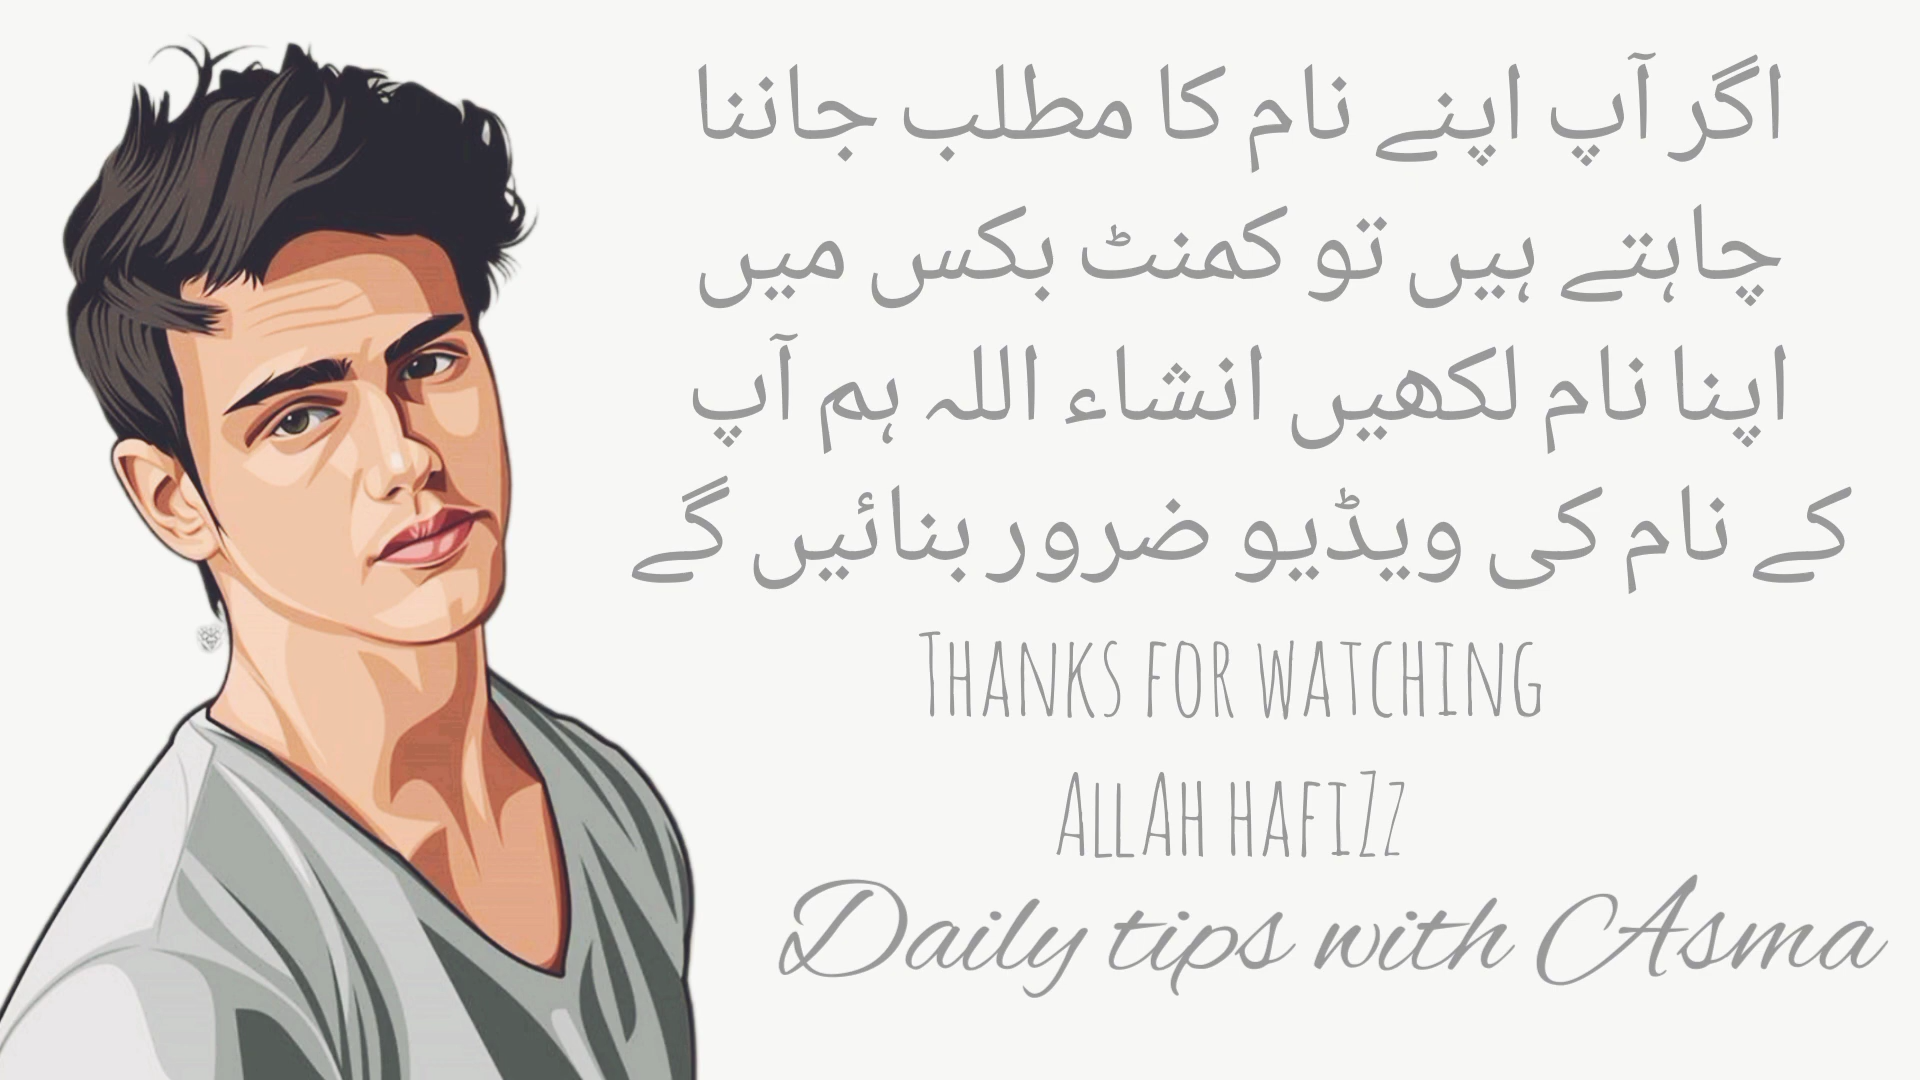 اگر آپ اپنے نام کا مطلب جاننا
چاہتے ہیں تو کمنٹ بکس میں
اپنا نام لکھیں انشاء اللہ ہم آپ
کے نام کی ویڈیو ضرور بنائیں گے
THANKS FOR WATCHING
ALLAH HAFIZZ
Daily tips with Asma